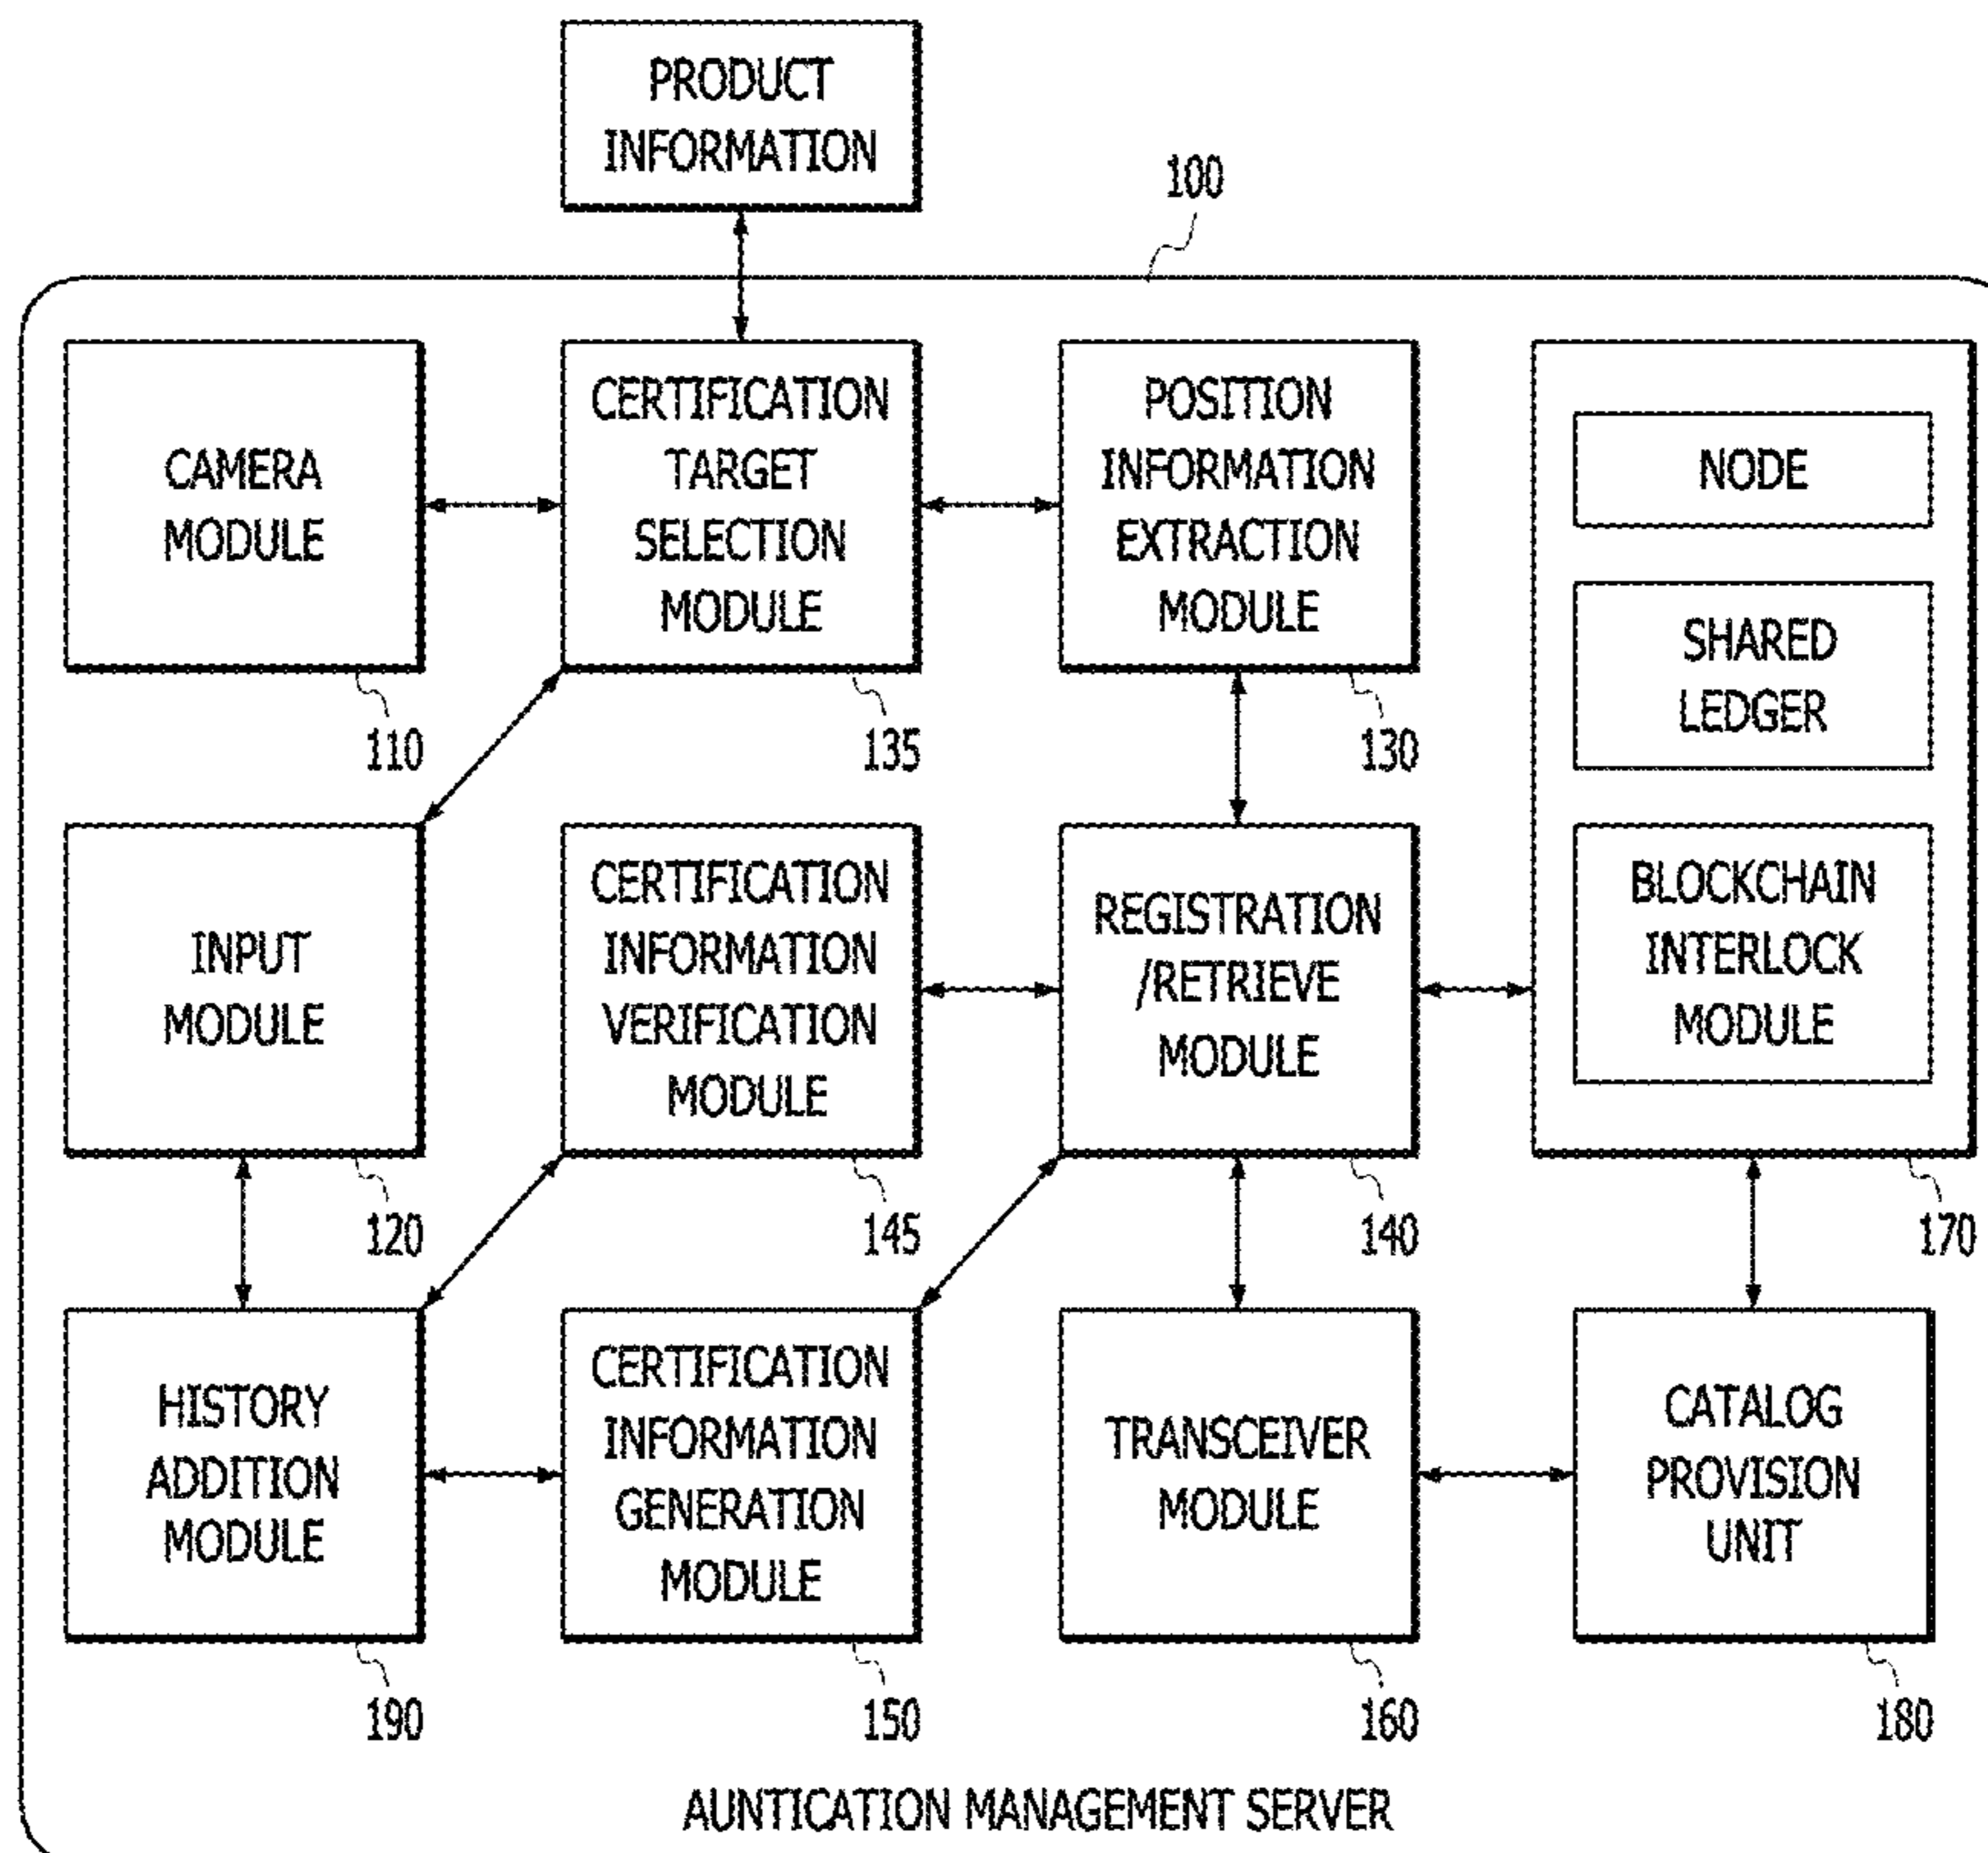 PRODUCT
INFORMATION
100
CAMERA
MODULE
110
CERTIFICATION
TARGET
SELECTION
MODULE
135
POSITION
INFORMATION
EXTRACTION
MODULE
130
NODE
SHARED
LEDGER
BLOCKCHAIN
INTERLOCK
MODULE
170
INPUT
MODULE
120
CERTIFICATION
INFORMATION
VERIFICATION
MODULE
145
REGISTRATION
/RETRIEVE
MODULE
140
HISTORY
ADDITION
MODULE
190
CERTIFICATION
INFORMATION
GENERATION
MODULE
150
TRANSCEIVER
MODULE
160
CATALOG
PROVISION
UNIT
180
AUNTICATION MANAGEMENT SERVER